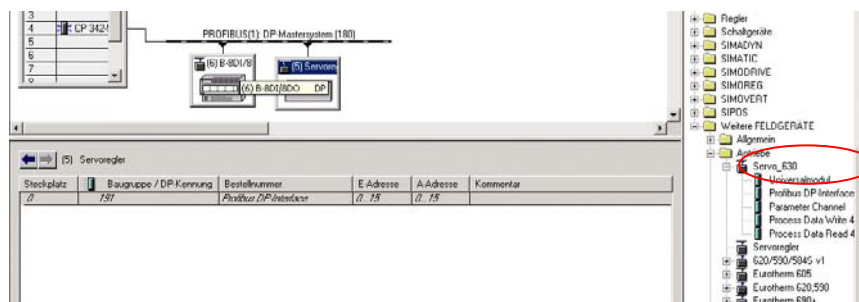 3
4 CP 342-5
5
6
7
PROFIBUS(1): DP-Mastersystem (180)
(6) B-8DI/8
(5) Servore
(6) B-8DI/8DO DP
(5) Servoregler
Steckplatz Baugruppe / DP-Kennung Bestellnummer E-Adresse A-Adresse Kommentar
0 191 Profibus DP-Interface 0...15 0...15
Regler
Schaltgeräte
SIMADYN
SIMATIC
SIMODRIVE
SIMOREG
SIMOVERT
SIPOS
Weitere FELDGERÄTE
Allgemein
Antriebe
Servo_630
Universalmodul
Profibus DP-Interface
Parameter Channel
Process Data Write 4
Process Data Read 4
Servoregler
620/590/584S v1
Eurotherm 605
Eurotherm 620,590
Eurotherm 690+